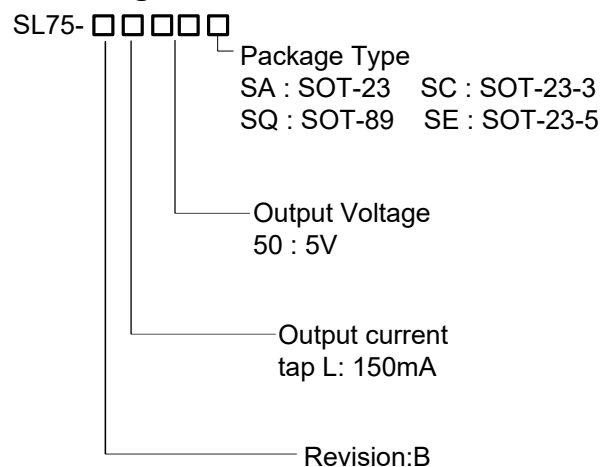 SL75-
Package Type
SA : SOT-23 SC : SOT-23-3
SQ : SOT-89 SE : SOT-23-5
Output Voltage
50 : 5V
Output current
tap L: 150mA
Revision:B